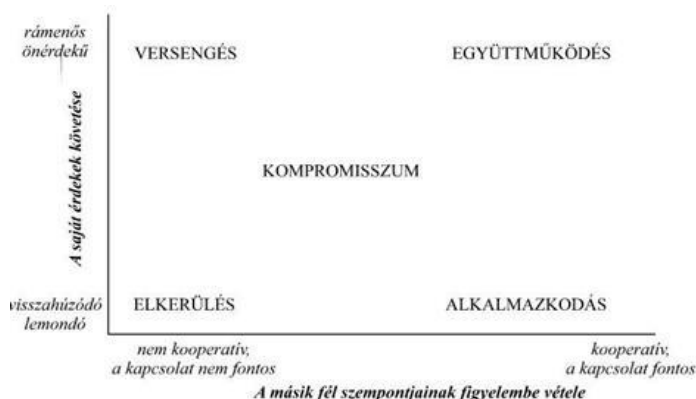 rámenős
önérdekű
VERSENGÉS
EGYÜTTMŰKÖDÉS
A saját érdekek követése
KOMPROMISSZUM
visszahúzódó
lemondó
ELKERÜLÉS
ALKALMAZKODÁS
nem kooperatív,
a kapcsolat nem fontos
kooperatív,
a kapcsolat fontos
A másik fél szempontjainak figyelembe vétele